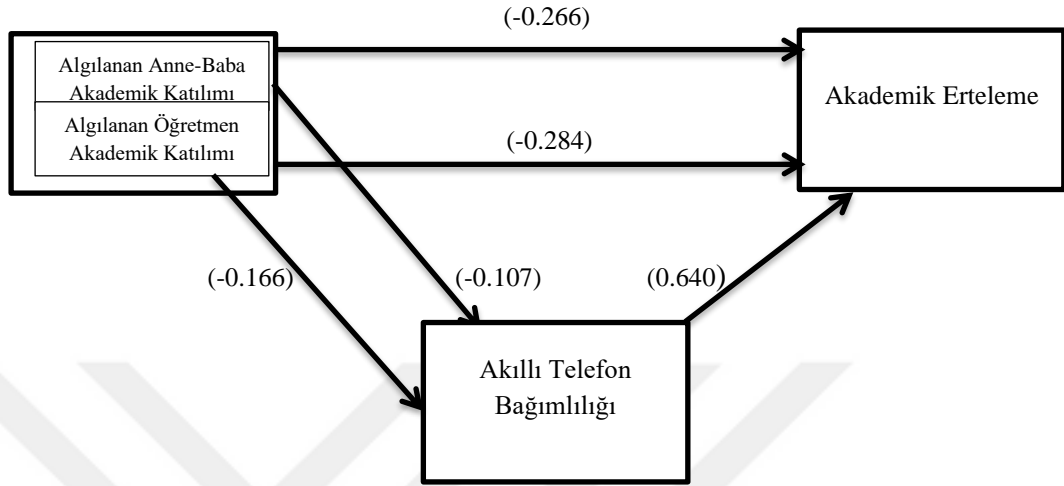 (-0.266)
Algılanan Anne-Baba
Akademik Katılımı
Algılanan Öğretmen
Akademik Katılımı
Akademik Erteleme
(-0.284)
(-0.166)
(-0.107)
(0.640)
Akıllı Telefon
Bağımlılığı